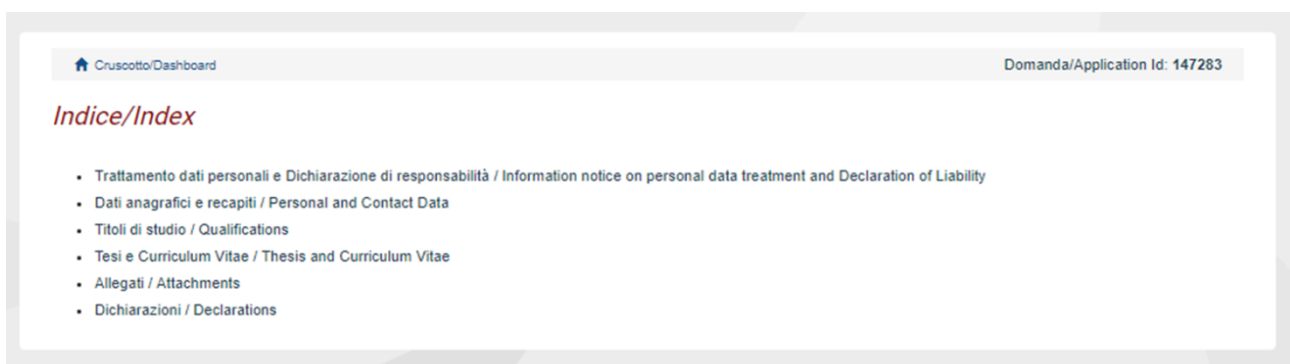 Cruscotto/Dashboard
Domanda/Application Id: 147283
Indice/Index
Trattamento dati personali e Dichiarazione di responsabilità / Information notice on personal data treatment and Declaration of Liability
Dati anagrafici e recapiti / Personal and Contact Data
Titoli di studio / Qualifications
Tesi e Curriculum Vitae / Thesis and Curriculum Vitae
Allegati / Attachments
Dichiarazioni / Declarations